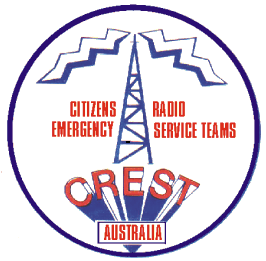 CITIZENS RADIO
EMERGENCY SERVICE TEAMS
CREST
AUSTRALIA